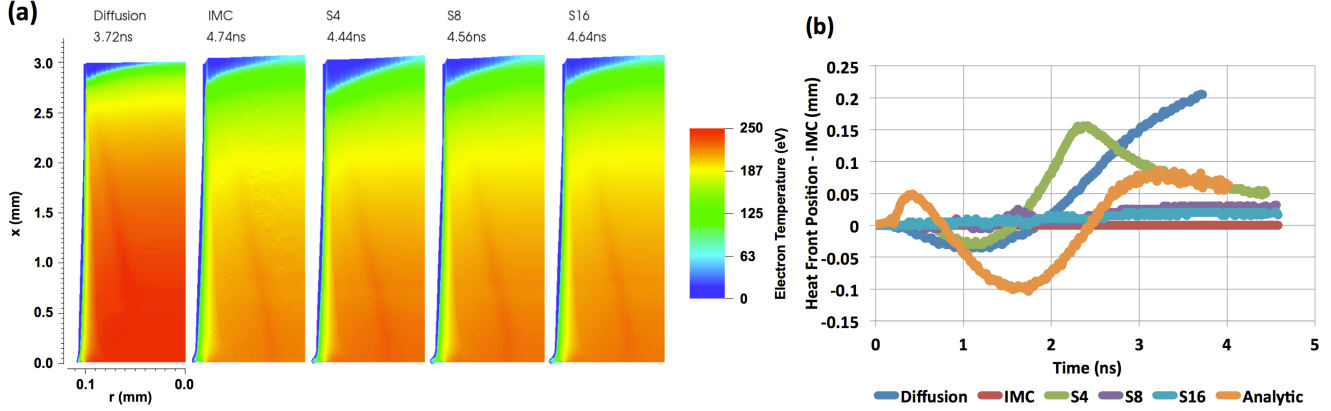 (a)
Diffusion IMC S4 S8 S16
3.72ns 4.74ns 4.44ns 4.56ns 4.64ns
x (mm)
3.0
2.5
2.0
1.5
1.0
0.5
0.0
0.1 0.0
r (mm)
Electron Temperature (eV)
250
187
125
63
0
(b)
Heat Front Position - IMC (mm)
0.25
0.2
0.15
0.1
0.05
0
-0.05
-0.1
-0.15
0 1 2 3 4 5
Time (ns)
Diffusion IMC S4 S8 S16 Analytic